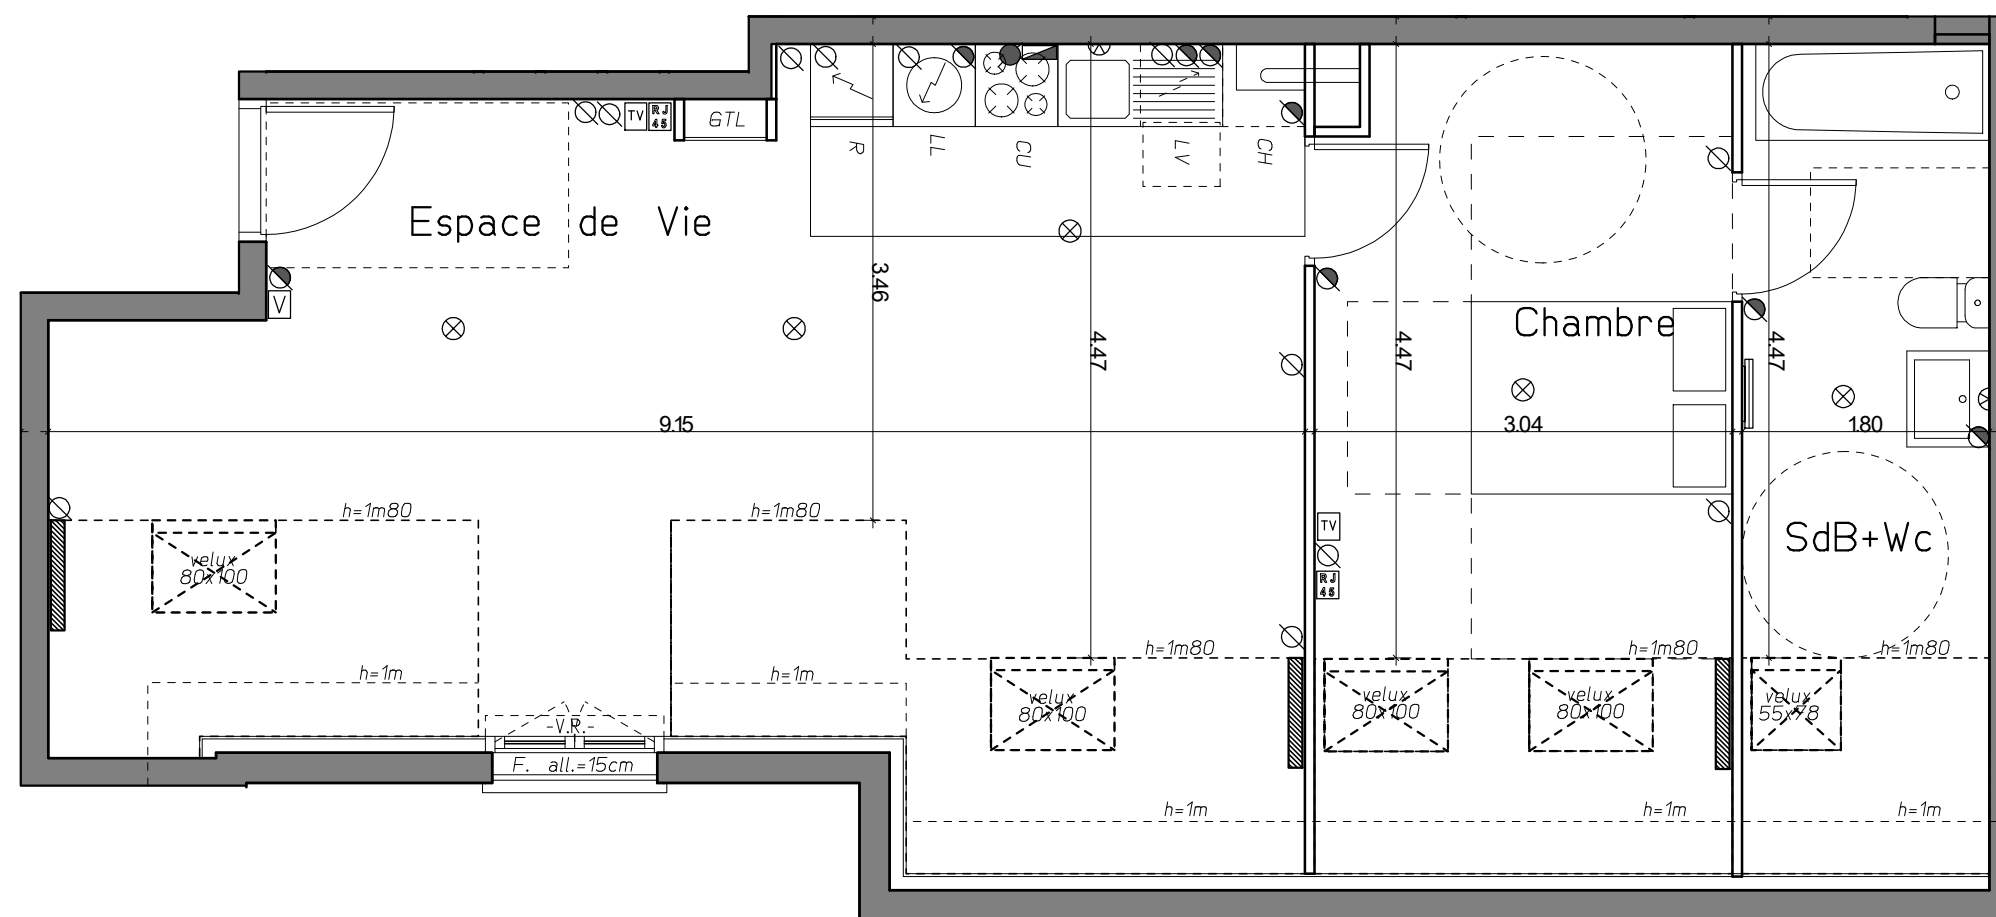 TV
RJ
45
GTL
R
LL
CU
LV
CH
Espace de Vie
V
3.46
4.47
Chambre
4.47
4.47
9.15
3.04
1.80
h=1m80
h=1m80
velux
80x100
TV
RJ
45
SdB+Wc
h=1m80
h=1m80
h=1m80
h=1m
h=1m
velux
80x100
velux
80x100
velux
80x100
velux
55x78
-V.R.-
F. all.=15cm
h=1m
h=1m
h=1m